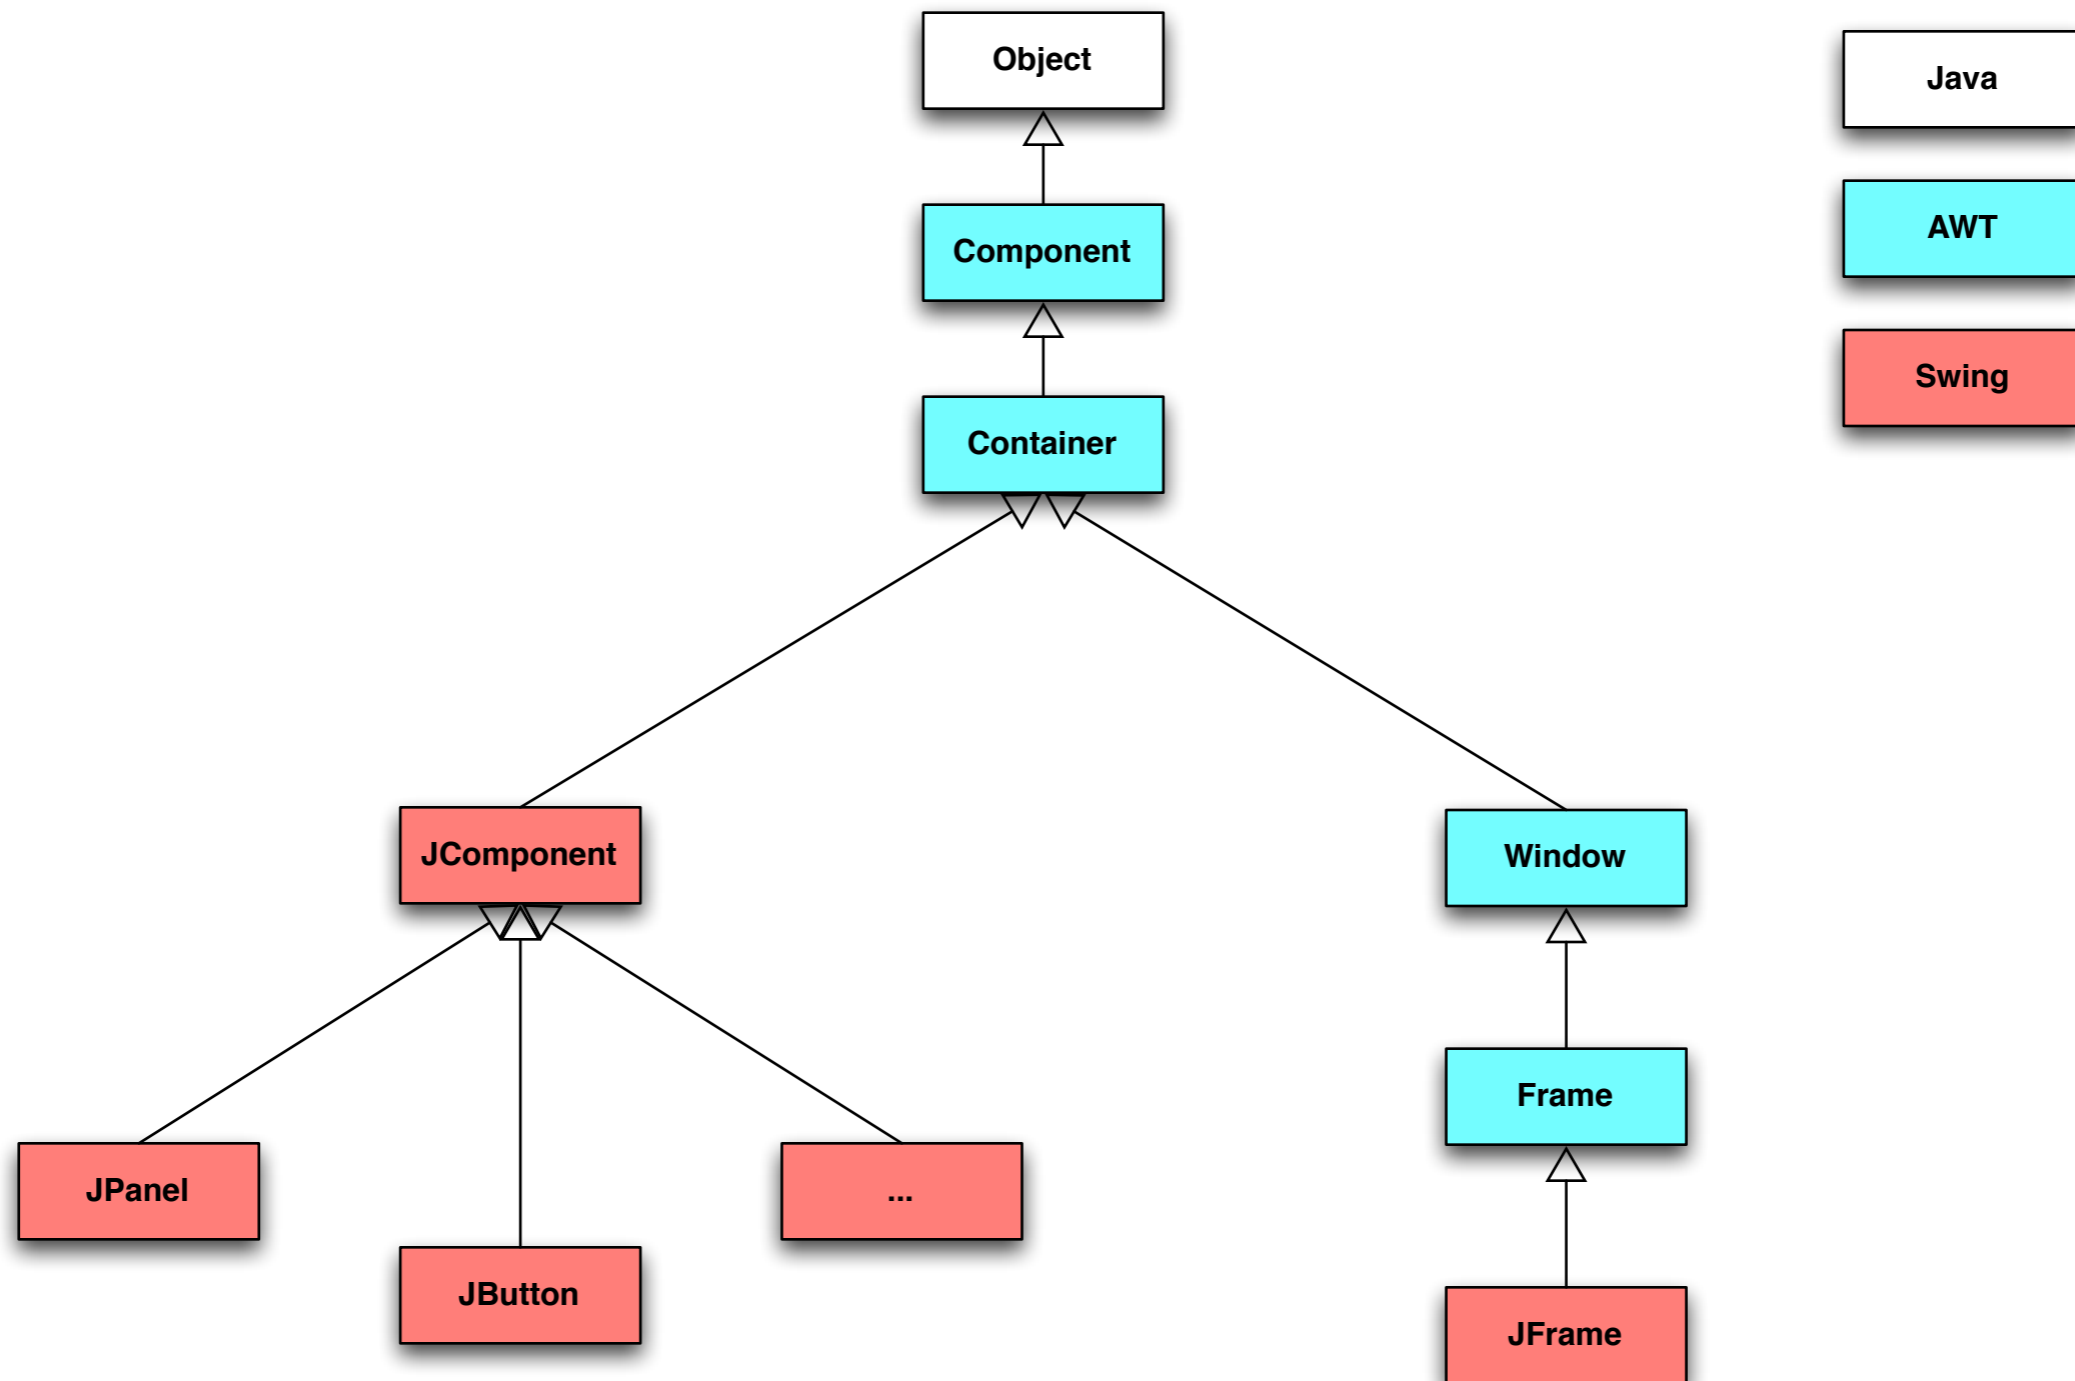 Object
Java
Component
AWT
Container
Swing
JComponent
Window
Frame
JPanel
...
JButton
JFrame